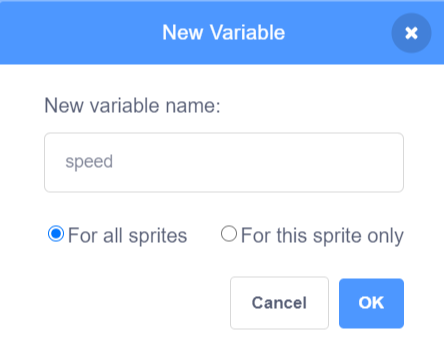 New Variable
New variable name:
speed
For all sprites For this sprite only
Cancel OK